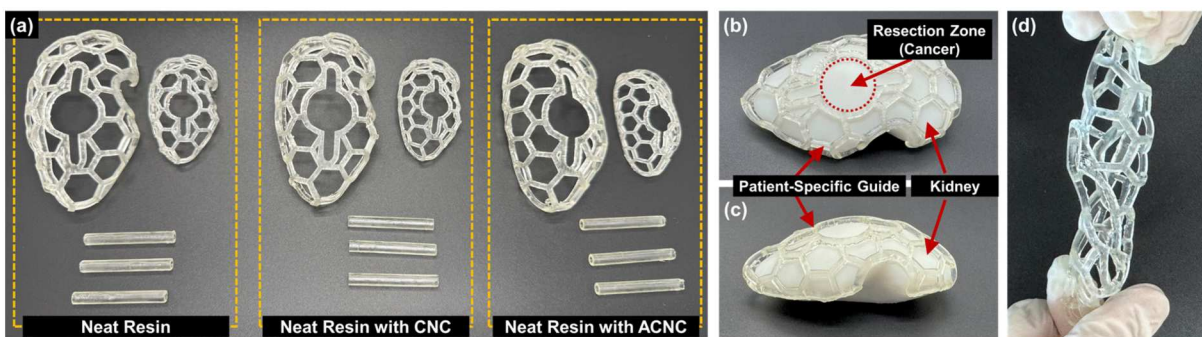 (a)
Neat Resin
Neat Resin with CNC
Neat Resin with ACNC
(b)
Resection Zone
(Cancer)
Patient-Specific Guide
Kidney
(c)
(d)